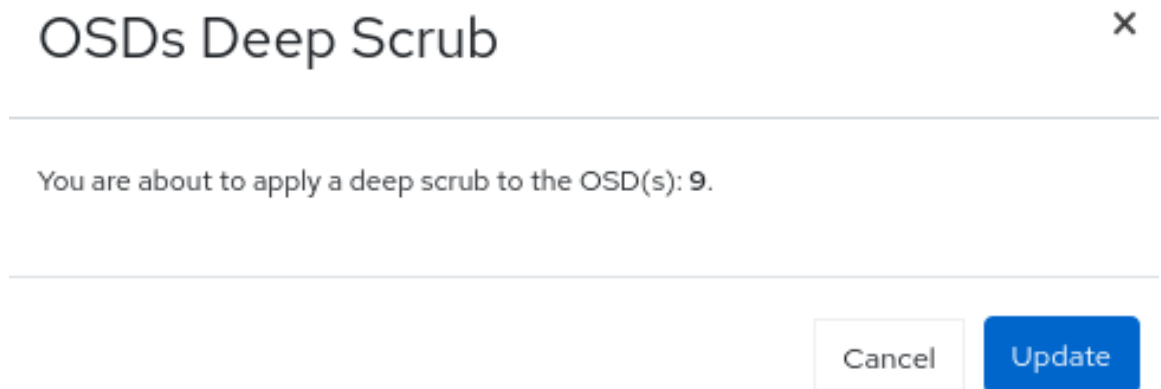 OSDs Deep Scrub
You are about to apply a deep scrub to the OSD(s): 9.
Cancel
Update